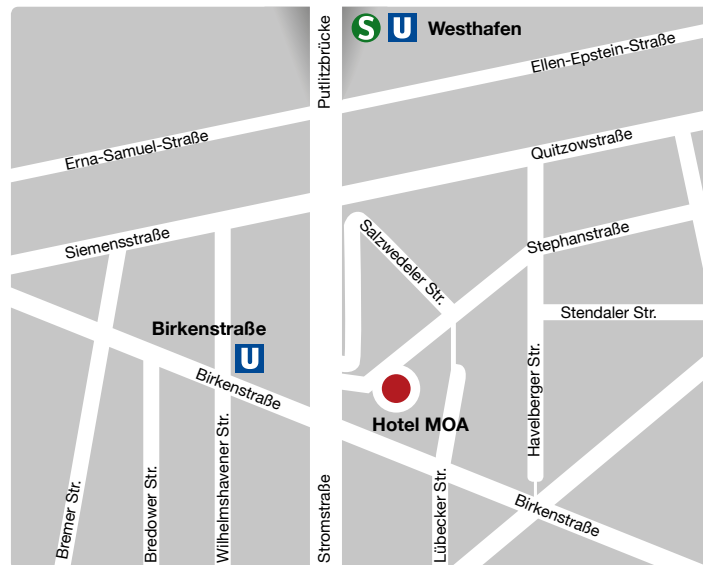 Putlitzbrücke
S U Westhafen
Ellen-Epstein-Straße
Erna-Samuel-Straße
Quitzowstraße
Siemensstraße
Salzwedeler Str.
Stephanstraße
Stendaler Str.
Birkenstraße
U
Birkenstraße
Hotel MOA
Havelberger Str.
Bremer Str.
Bredower Str.
Wilhelmshavener Str.
Stromstraße
Lübecker Str.
Birkenstraße